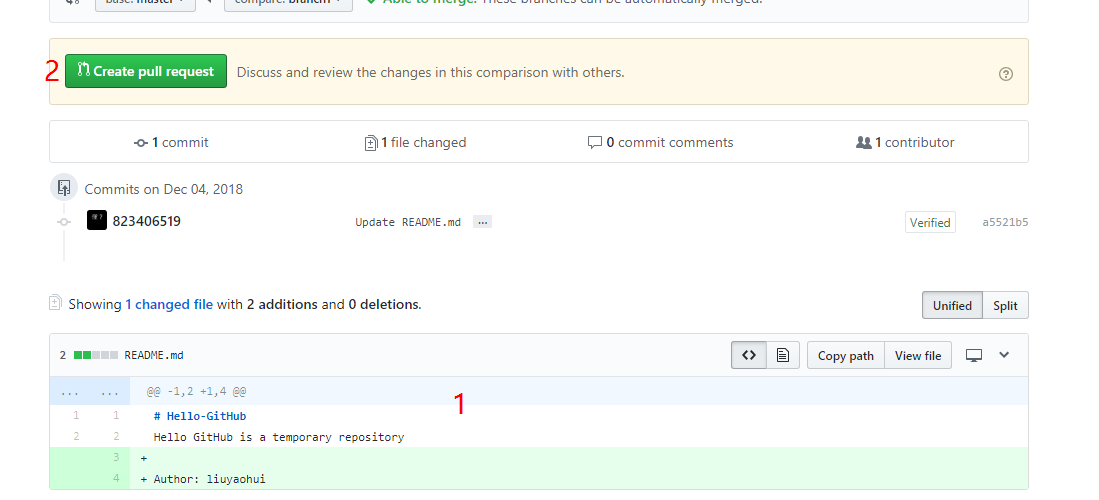 base: master compare: branch1 Able to merge. These branches can be automatically merged.
2 Create pull request Discuss and review the changes in this comparison with others.
1 commit 1 file changed 0 commit comments 1 contributor
Commits on Dec 04, 2018
823406519 Update README.md ... Verified a5521b5
Showing 1 changed file with 2 additions and 0 deletions. Unified Split
2 README.md <> Copy path View file
... ... @@ -1,2 +1,4 @@
1
1 1 # Hello-GitHub
2 2 Hello GitHub is a temporary repository
3 +
4 + Author: liuyaohui